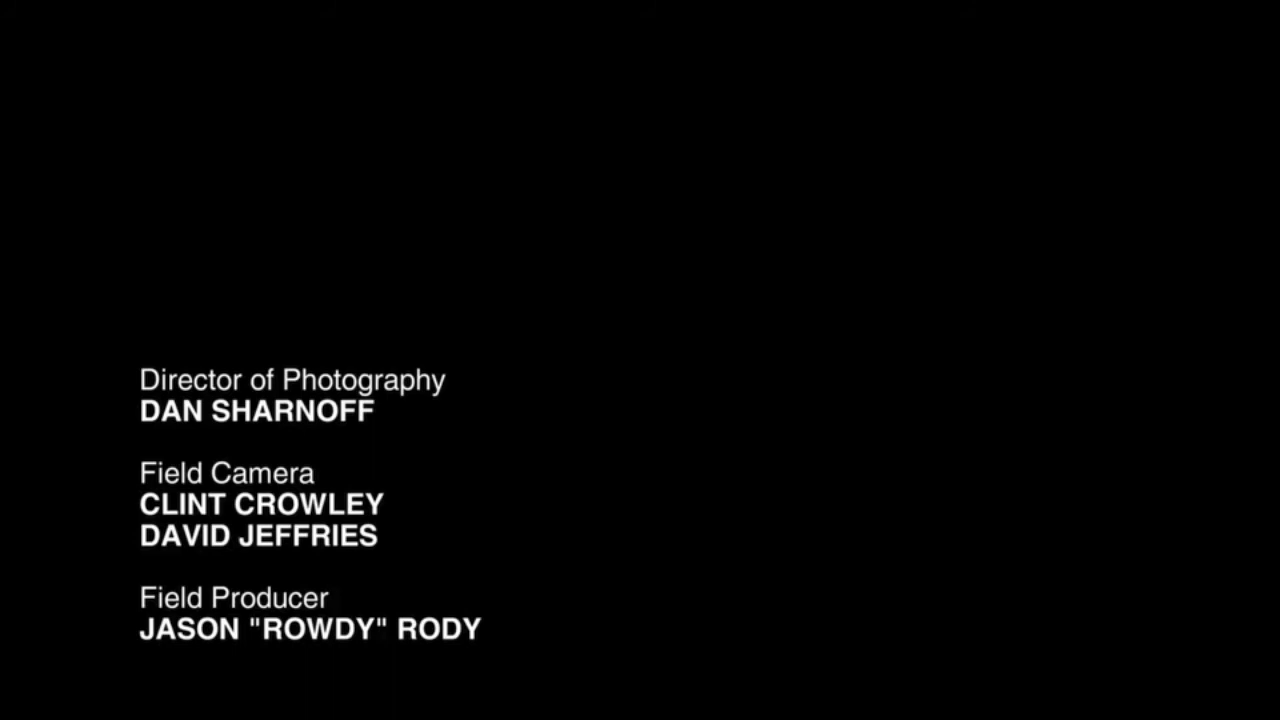 Director of Photography
DAN SHARNOFF
Field Camera
CLINT CROWLEY
DAVID JEFFRIES
Field Producer
JASON "ROWDY" RODY